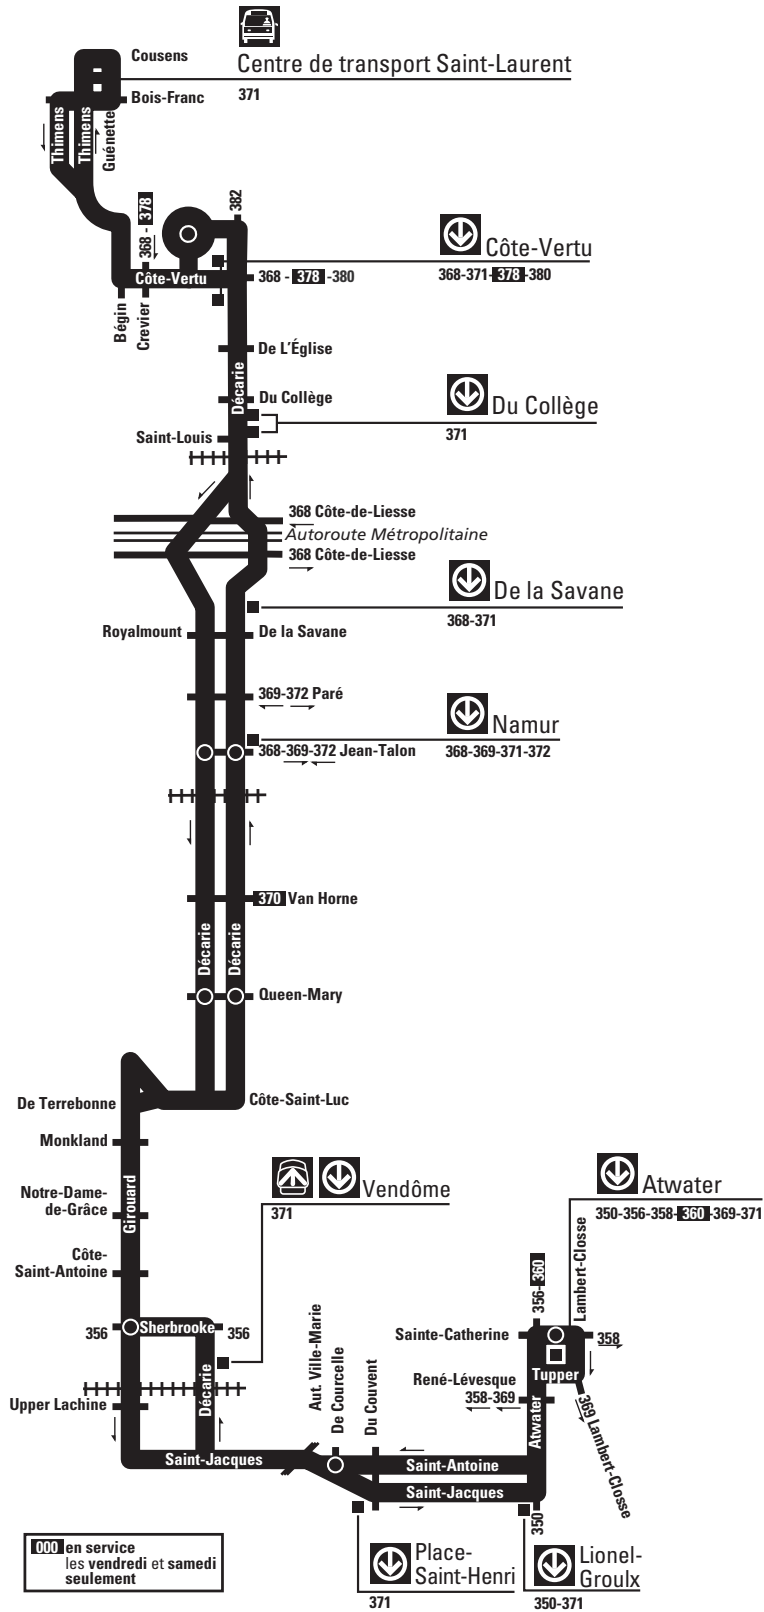 Cousens
Centre de transport Saint-Laurent
371
Bois-Franc
Thimens
Thimens
Guénette
368 - 378
382
Côte-Vertu
368-371-378-380
Côte-Vertu
368 - 378 -380
Bégin
Crevier
De L'Église
Décarie
Du Collège
Du Collège
371
Saint-Louis
368 Côte-de-Liesse
Autoroute Métropolitaine
368 Côte-de-Liesse
De la Savane
368-371
Royalmount
De la Savane
369-372 Paré
Namur
368-369-371-372
368-369-372 Jean-Talon
370 Van Horne
Décarie
Décarie
Queen-Mary
De Terrebonne
Côte-Saint-Luc
Monkland
Girouard
Notre-Dame-
de-Grâce
Vendôme
371
Atwater
350-356-358-360-369-371
Côte-
Saint-Antoine
356
Sherbrooke
356
356-360
Lambert-Closse
Sainte-Catherine
358
Tupper
Aut. Ville-Marie
De Courcelle
Du Couvent
René-Lévesque
358-369
Atwater
369 Lambert-Closse
Upper Lachine
Décarie
Saint-Jacques
Saint-Antoine
Saint-Jacques
350
Place-
Saint-Henri
371
Lionel-
Groulx
350-371
000 en service
les vendredi et samedi
seulement